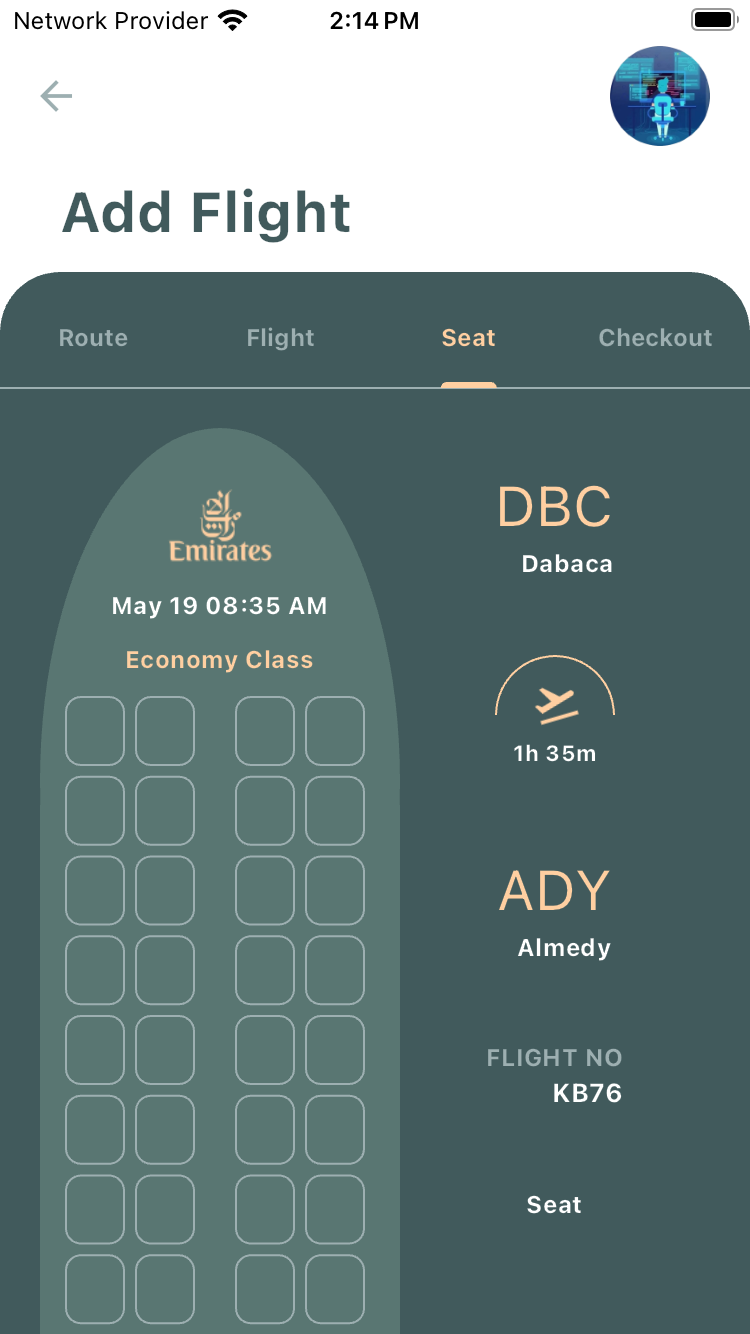 Network Provider 2:14 PM
Add Flight
Route Flight Seat Checkout
Emirates
May 19 08:35 AM
Economy Class
DBC
Dabaca
1h 35m
ADY
Almedy
FLIGHT NO
KB76
Seat